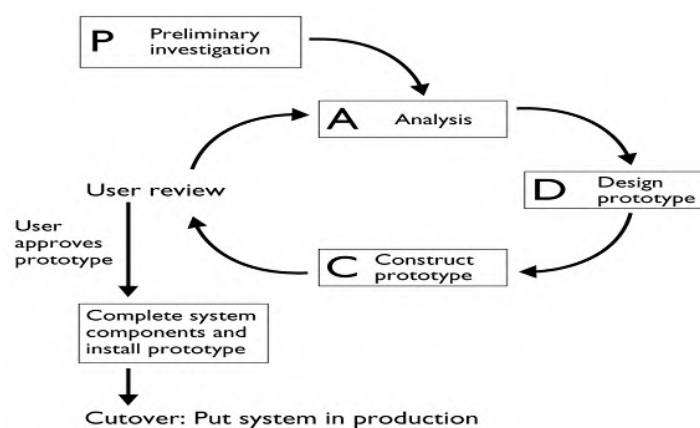 P Preliminary
investigation
A Analysis
D Design
prototype
C Construct
prototype
User review
User
approves
prototype
Complete system
components and
install prototype
Cutover: Put system in production